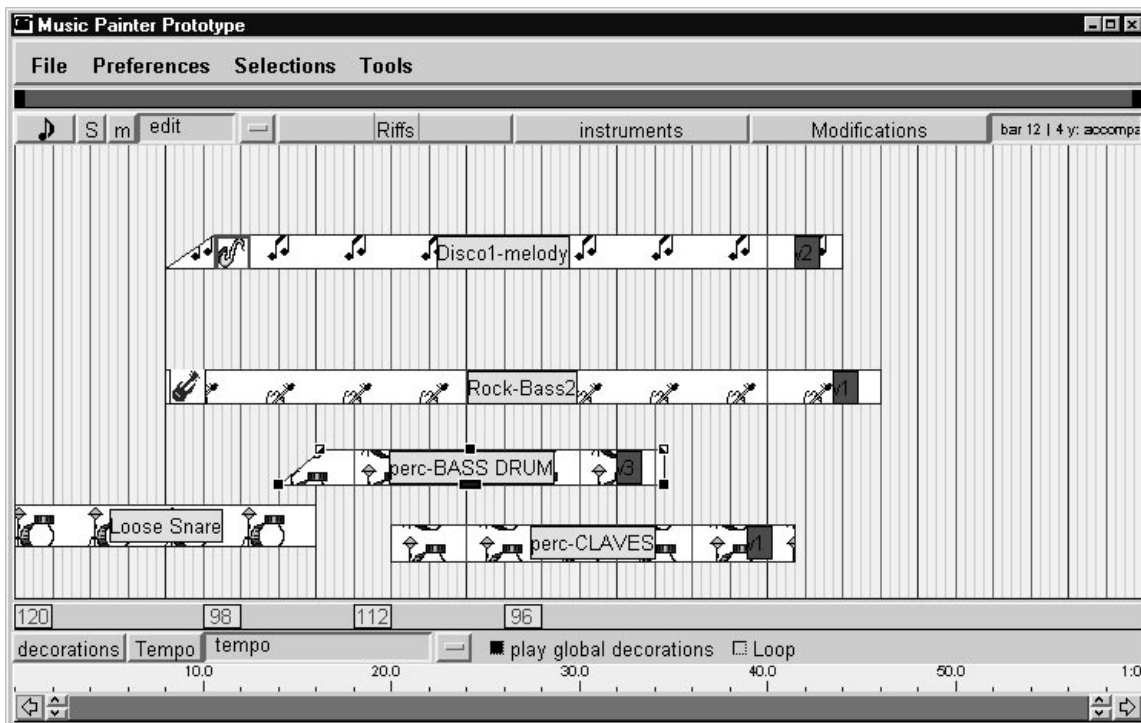 Music Painter Prototype
File Preferences Selections Tools
S m edit Riffs instruments Modifications bar 12 | 4 y: accompa
Disco1-melody v2
Rock-Bass2 v1
perc-BASS DRUM v3
Loose Snare
perc-CLAVES v1
120 98 112 96
decorations Tempo tempo play global decorations Loop
10.0 20.0 30.0 40.0 50.0 1:0